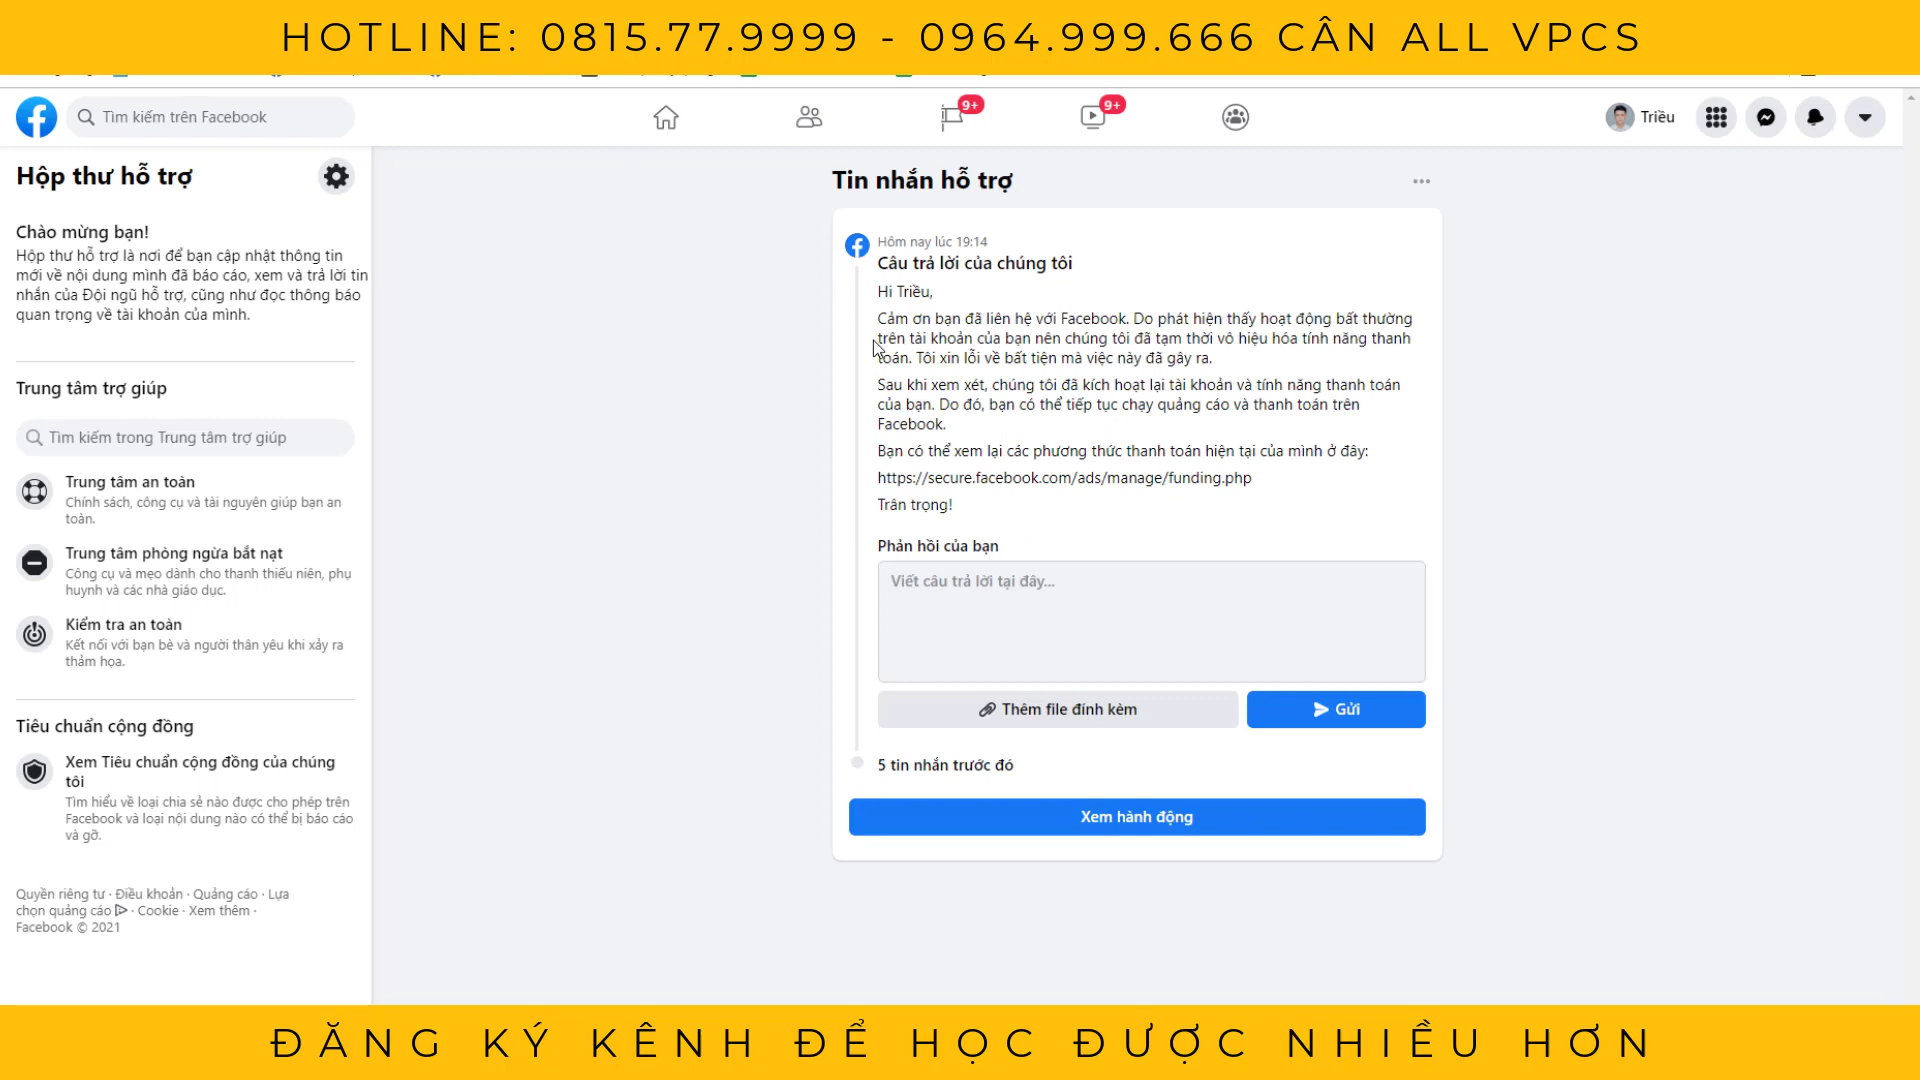 HOTLINE: 0815.77.9999 - 0964.999.666 CÂN ALL VPCS
Tìm kiếm trên Facebook
9+
9+
Triều
Hộp thư hỗ trợ
Chào mừng bạn!
Hộp thư hỗ trợ là nơi để bạn cập nhật thông tin
mới về nội dung mình đã báo cáo, xem và trả lời tin
nhắn của Đội ngũ hỗ trợ, cũng như đọc thông báo
quan trọng về tài khoản của mình.
Trung tâm trợ giúp
Tìm kiếm trong Trung tâm trợ giúp
Trung tâm an toàn
Chính sách, công cụ và tài nguyên giúp bạn an
toàn.
Trung tâm phòng ngừa bắt nạt
Công cụ và mẹo dành cho thanh thiếu niên, phụ
huynh và các nhà giáo dục.
Kiểm tra an toàn
Kết nối với bạn bè và người thân yêu khi xảy ra
thảm họa.
Tiêu chuẩn cộng đồng
Xem Tiêu chuẩn cộng đồng của chúng
tôi
Tìm hiểu về loại chia sẻ nào được cho phép trên
Facebook và loại nội dung nào có thể bị báo cáo
và gỡ.
Quyền riêng tư · Điều khoản · Quảng cáo · Lựa
chọn quảng cáo · Cookie · Xem thêm ·
Facebook © 2021
Tin nhắn hỗ trợ
Hôm nay lúc 19:14
Câu trả lời của chúng tôi
Hi Triều,
Cảm ơn bạn đã liên hệ với Facebook. Do phát hiện thấy hoạt động bất thường
trên tài khoản của bạn nên chúng tôi đã tạm thời vô hiệu hóa tính năng thanh
toán. Tôi xin lỗi về bất tiện mà việc này đã gây ra.
Sau khi xem xét, chúng tôi đã kích hoạt lại tài khoản và tính năng thanh toán
của bạn. Do đó, bạn có thể tiếp tục chạy quảng cáo và thanh toán trên
Facebook.
Bạn có thể xem lại các phương thức thanh toán hiện tại của mình ở đây:
https://secure.facebook.com/ads/manage/funding.php
Trân trọng!
Phản hồi của bạn
Viết câu trả lời tại đây...
Thêm file đính kèm
Gửi
5 tin nhắn trước đó
Xem hành động
ĐĂNG KÝ KÊNH ĐỂ HỌC ĐƯỢC NHIỀU HƠN